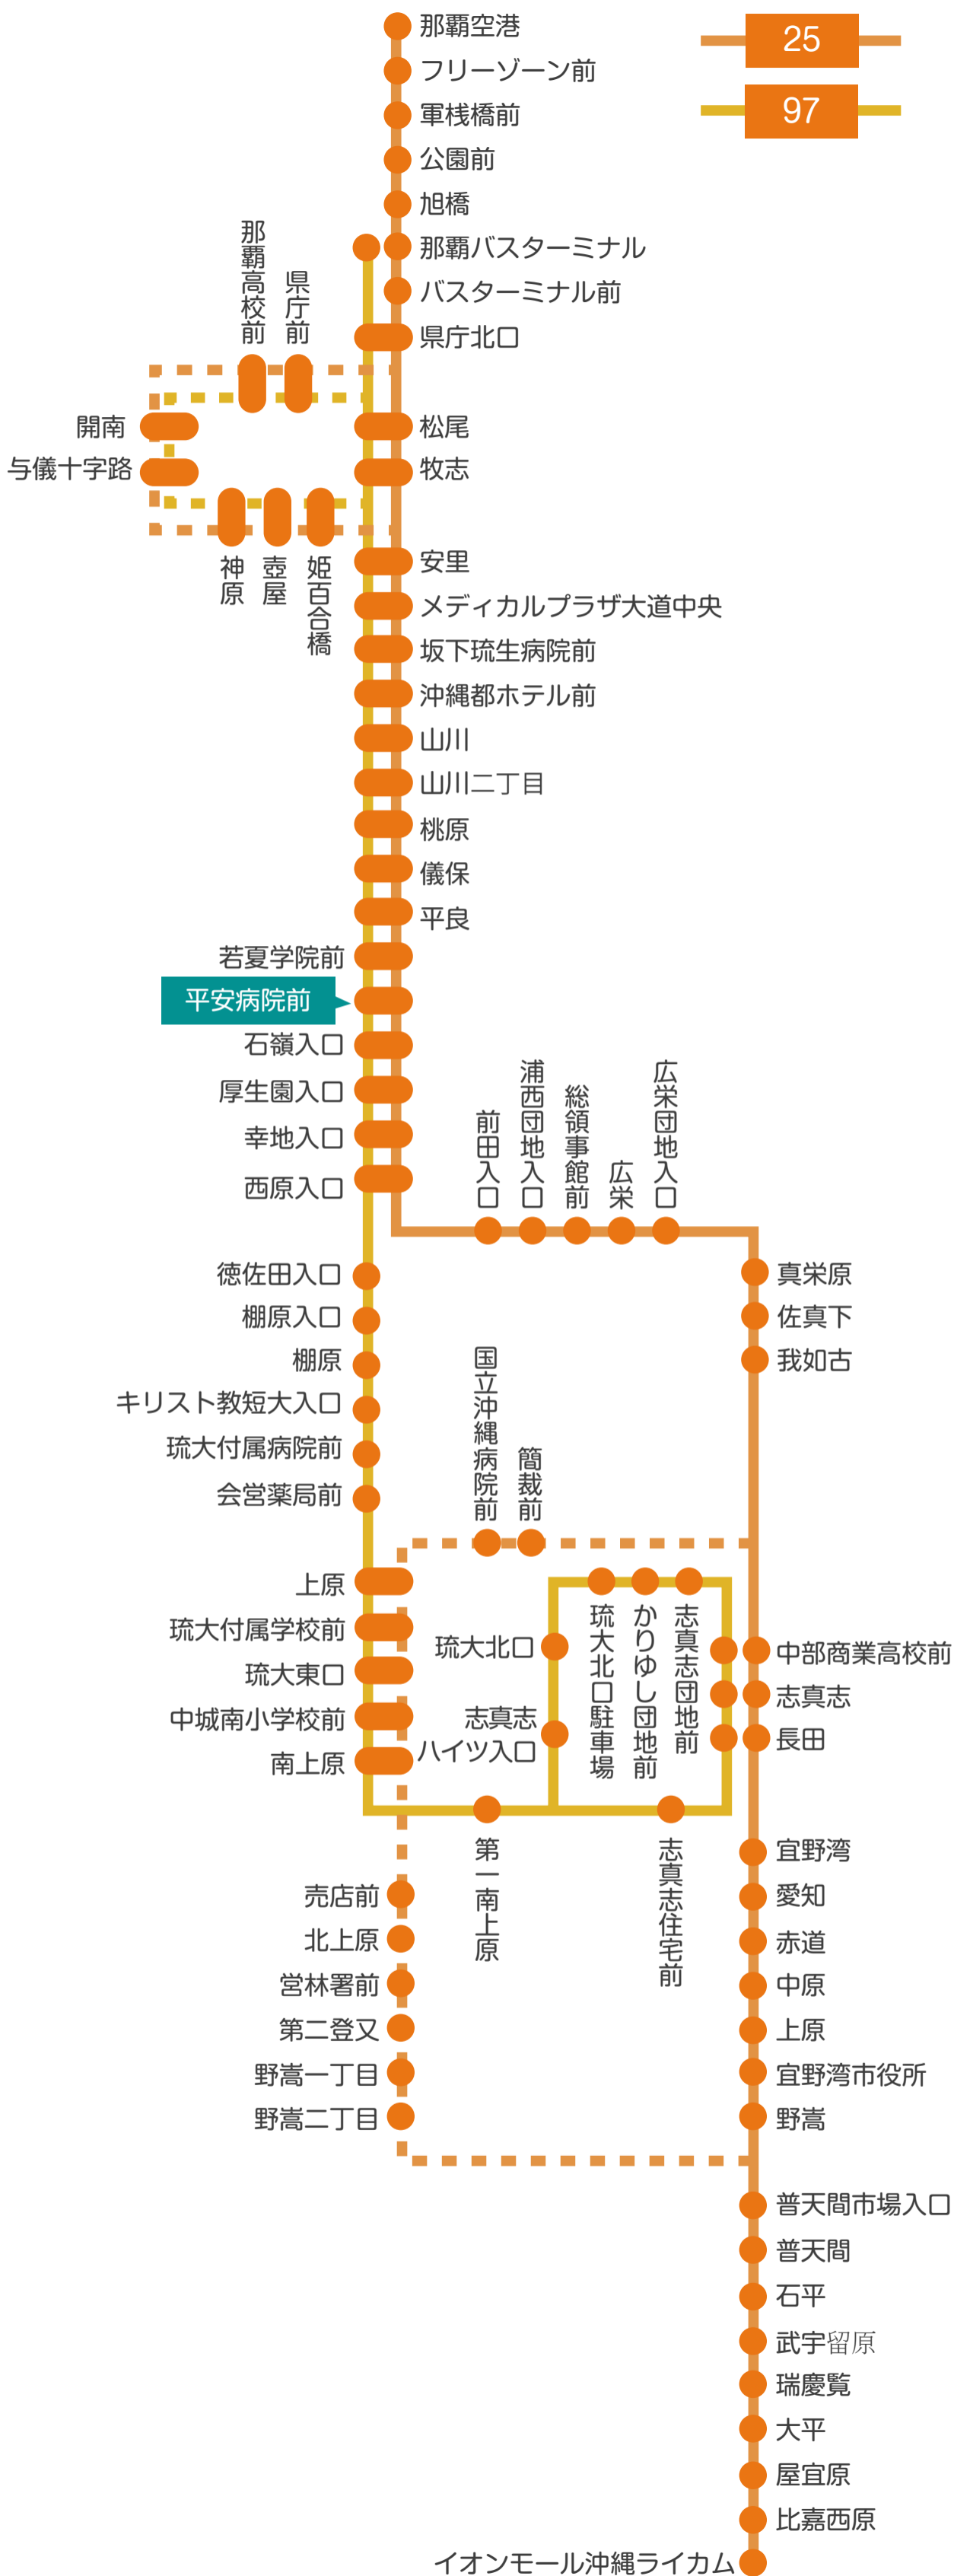 那覇空港
25
フリーゾーン前
97
軍桟橋前
公園前
旭橋
那覇バスターミナル
バスターミナル前
県庁北口
那覇高校前
県庁前
開南
与儀十字路
松尾
牧志
神原
壺屋
姫百合橋
安里
メディカルプラザ大道中央
坂下琉生病院前
沖縄都ホテル前
山川
山川二丁目
桃原
儀保
平良
若夏学院前
平安病院前
石嶺入口
厚生園入口
幸地入口
西原入口
前田入口
浦西団地入口
総領事館前
広栄
広栄団地入口
真栄原
佐真下
我如古
徳佐田入口
棚原入口
棚原
キリスト教短大入口
琉大付属病院前
会営薬局前
国立沖縄病院前
簡裁前
上原
琉大付属学校前
琉大東口
中城南小学校前
南上原
琉大北口
志真志
ハイツ入口
琉大北口駐車場
かりゆし団地前
志真志団地前
中部商業高校前
志真志
長田
第一南上原
志真志住宅前
売店前
北上原
営林署前
第二登又
野嵩一丁目
野嵩二丁目
宜野湾
愛知
赤道
中原
上原
宜野湾市役所
野嵩
普天間市場入口
普天間
石平
武宇留原
瑞慶覧
大平
屋宜原
比嘉西原
イオンモール沖縄ライカム